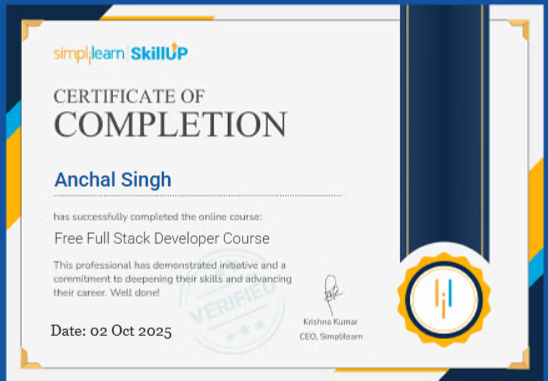 simplilearn | SkillUP
CERTIFICATE OF
COMPLETION
Anchal Singh
has successfully completed the online course:
Free Full Stack Developer Course
This professional has demonstrated initiative and a
commitment to deepening their skills and advancing
their career. Well done!
VERIFIED
Date: 02 Oct 2025
Krishna Kumar
CEO, Simplilearn